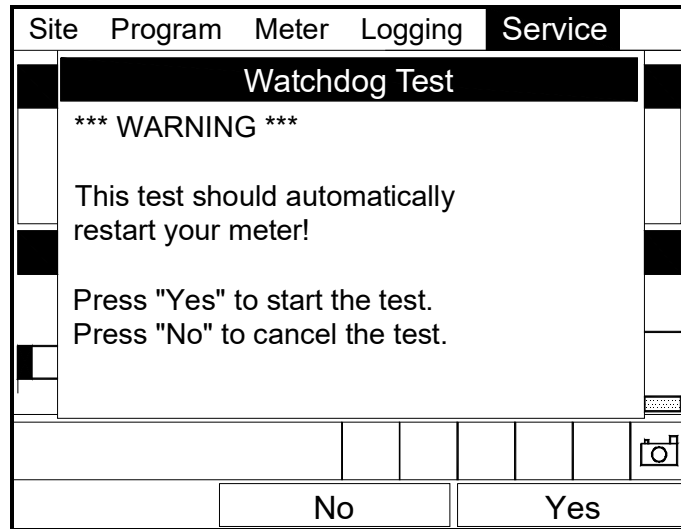 Site Program Meter Logging Service
Watchdog Test
*** WARNING ***
This test should automatically
restart your meter!
Press "Yes" to start the test.
Press "No" to cancel the test.
No Yes